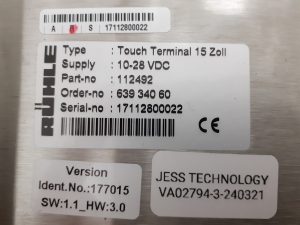 A B S 17112800022
RÜHLE
Type : Touch Terminal 15 Zoll
Supply : 10-28 VDC
Part-no : 112492
Order-no : 639 340 60
Serial-no : 17112800022
CE
Version
Ident.No.:177015
SW:1.1_HW:3.0
JESS TECHNOLOGY
VA02794-3-240321